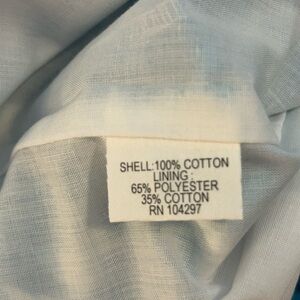 SHELL:100% COTTON
LINING :
65% POLYESTER
35% COTTON
RN 104297